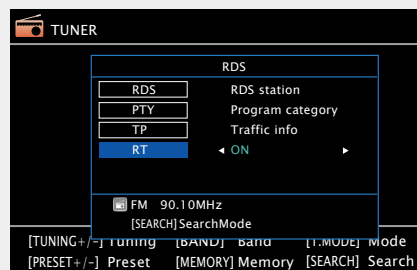 TUNER
RDS
RDS RDS station
PTY Program category
TP Traffic info
RT ◄ ON ►
FM 90.10MHz
[SEARCH] SearchMode
[TUNING+/-] Tuning [BAND] Band [T.MODE] Mode
[PRESET+/-] Preset [MEMORY] Memory [SEARCH] Search